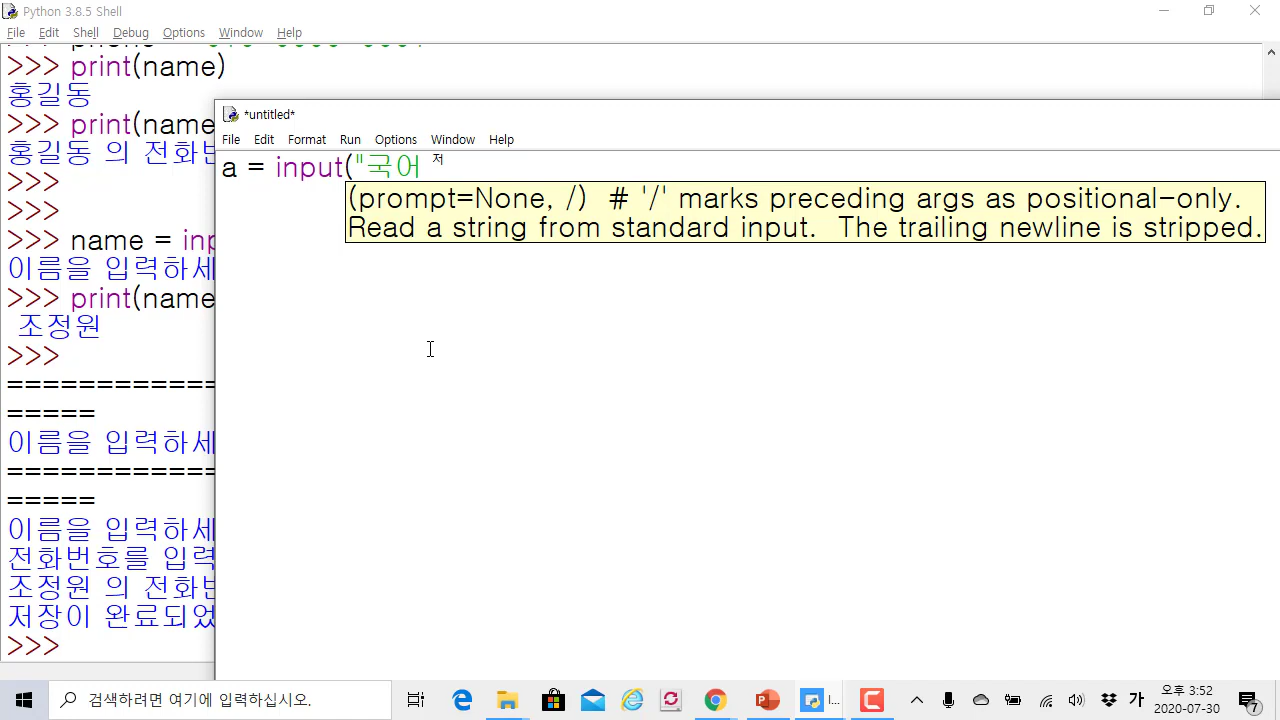 Python 3.8.5 Shell
File Edit Shell Debug Options Window Help
>>> print(name)
홍길동
>>> print(name
홍길동 의 전화번
>>>
>>>
>>> name = inp
이름을 입력하세
>>> print(name
조정원
>>>
=============
=====
이름을 입력하세
=============
=====
이름을 입력하세
전화번호를 입력
조정원 의 전화번
저장이 완료되었
>>>
*untitled*
File Edit Format Run Options Window Help
a = input("국어 저
(prompt=None, /) # '/' marks preceding args as positional-only.
Read a string from standard input. The trailing newline is stripped.
검색하려면 여기에 입력하십시오.
I...
가
오후 3:52
2020-07-30
7